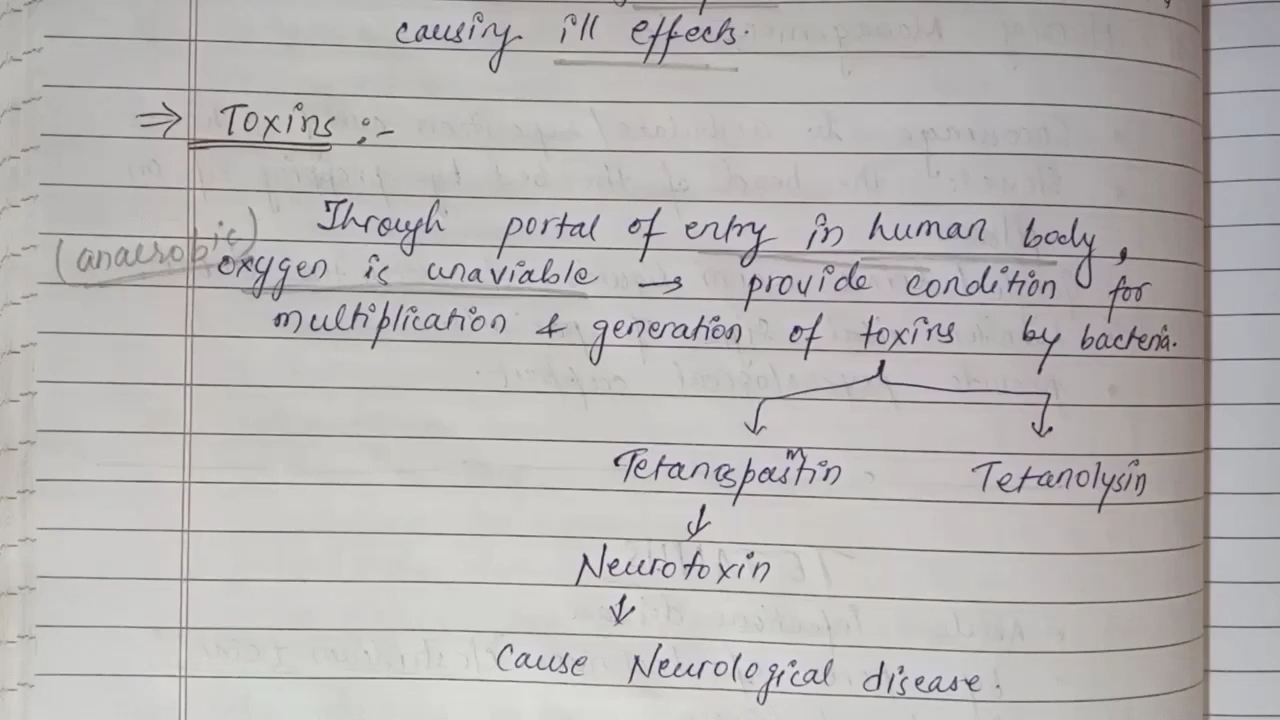 causing ill effects.
⇒ Toxins :-
Through portal of entry in human body,
(anaerobic) oxygen is unaviable → provide condition for
multiplication & generation of toxins by bacteria.
Tetanospasmin Tetanolysin
↓
Neurotoxin
↓
Cause Neurological disease.